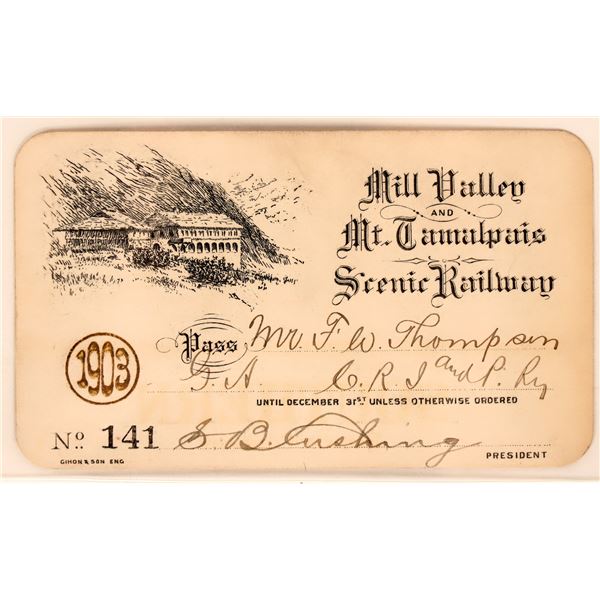 Mill Valley
AND
Mt. Tamalpais
Scenic Railway
Pass Mr F. W. Thompson
G. A. C. R. I and P. Ry
1903
UNTIL DECEMBER 31ST UNLESS OTHERWISE ORDERED
No. 141 S B Cushing
PRESIDENT
GIHON & SON ENG